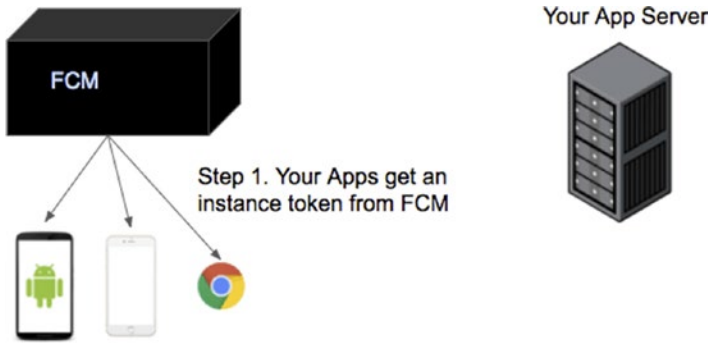 Your App Server
FCM
Step 1. Your Apps get an
instance token from FCM